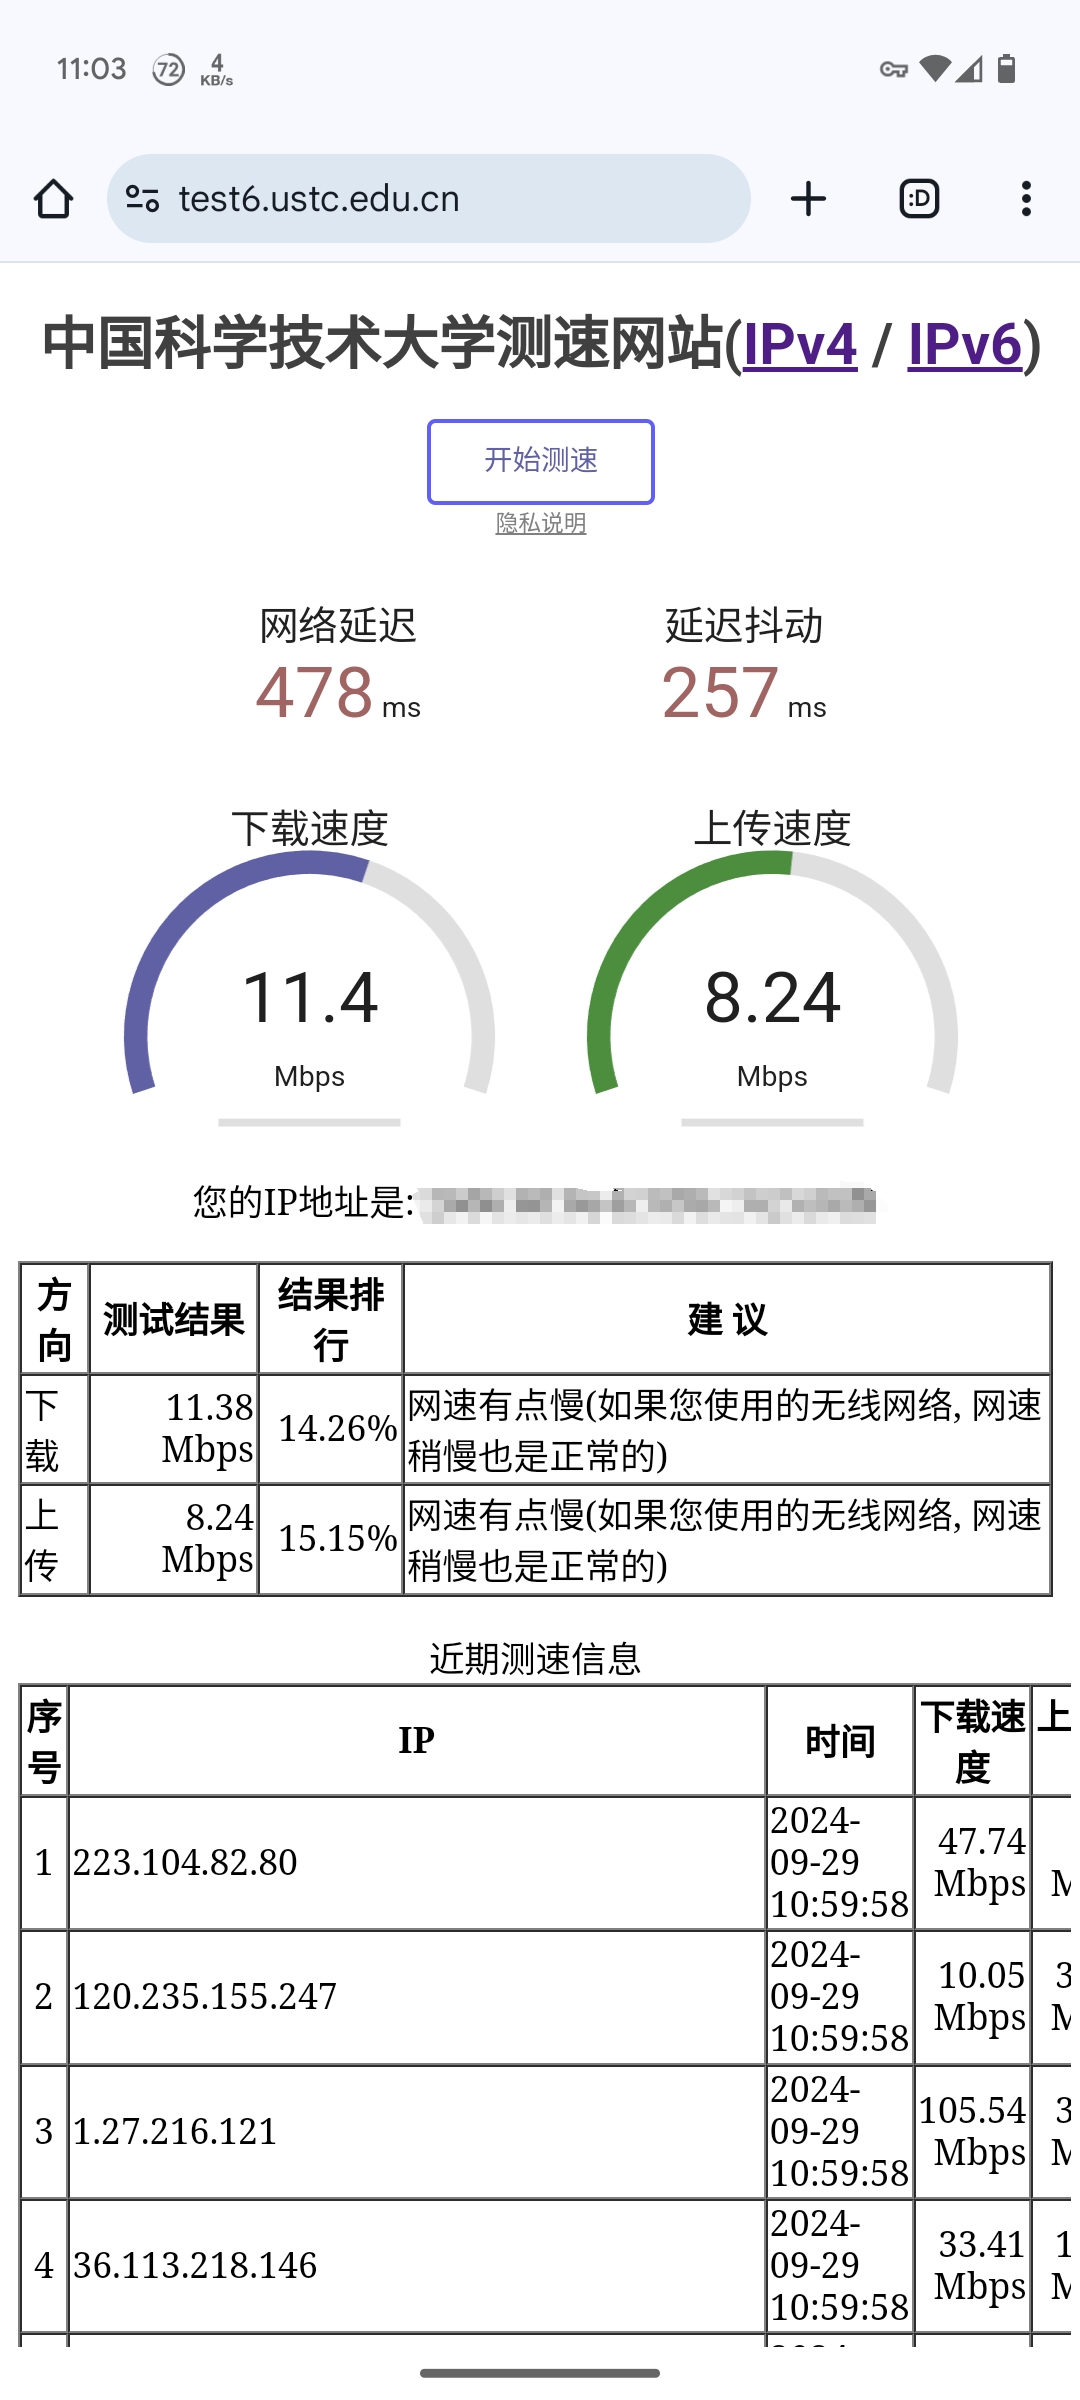 11:03
72
4
KB/s
test6.ustc.edu.cn
:D
中国科学技术大学测速网站(IPv4 / IPv6)
开始测速
隐私说明
网络延迟
478 ms
延迟抖动
257 ms
下载速度
11.4
Mbps
上传速度
8.24
Mbps
您的IP地址是:
方向 测试结果 结果排行 建 议
下载 11.38 Mbps 14.26% 网速有点慢(如果您使用的无线网络, 网速稍慢也是正常的)
上传 8.24 Mbps 15.15% 网速有点慢(如果您使用的无线网络, 网速稍慢也是正常的)
近期测速信息
序号 IP 时间 下载速度 上
1 223.104.82.80 2024-09-29 10:59:58 47.74 Mbps
2 120.235.155.247 2024-09-29 10:59:58 10.05 Mbps 3
3 1.27.216.121 2024-09-29 10:59:58 105.54 Mbps 3
4 36.113.218.146 2024-09-29 10:59:58 33.41 Mbps 1